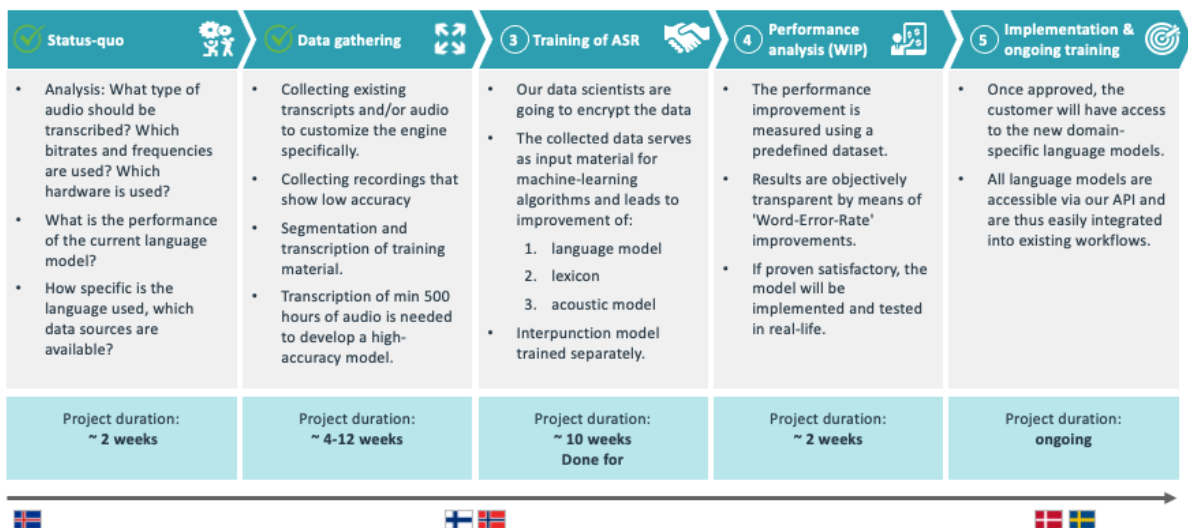 Status-quo
Analysis: What type of
audio should be
transcribed? Which
bitrates and frequencies
are used? Which
hardware is used?
What is the performance
of the current language
model?
How specific is the
language used, which
data sources are
available?
Project duration:
~ 2 weeks
Data gathering
Collecting existing
transcripts and/or audio
to customize the engine
specifically.
Collecting recordings that
show low accuracy
Segmentation and
transcription of training
material.
Transcription of min 500
hours of audio is needed
to develop a high-
accuracy model.
Project duration:
~ 4-12 weeks
3 Training of ASR
Our data scientists are
going to encrypt the data
The collected data serves
as input material for
machine-learning
algorithms and leads to
improvement of:
1. language model
2. lexicon
3. acoustic model
Interpunction model
trained separately.
Project duration:
~ 10 weeks
Done for
4 Performance
analysis (WIP)
The performance
improvement is
measured using a
predefined dataset.
Results are objectively
transparent by means of
'Word-Error-Rate'
improvements.
If proven satisfactory, the
model will be
implemented and tested
in real-life.
Project duration:
~ 2 weeks
5 Implementation &
ongoing training
Once approved, the
customer will have access
to the new domain-
specific language models.
All language models are
accessible via our API and
are thus easily integrated
into existing workflows.
Project duration:
ongoing